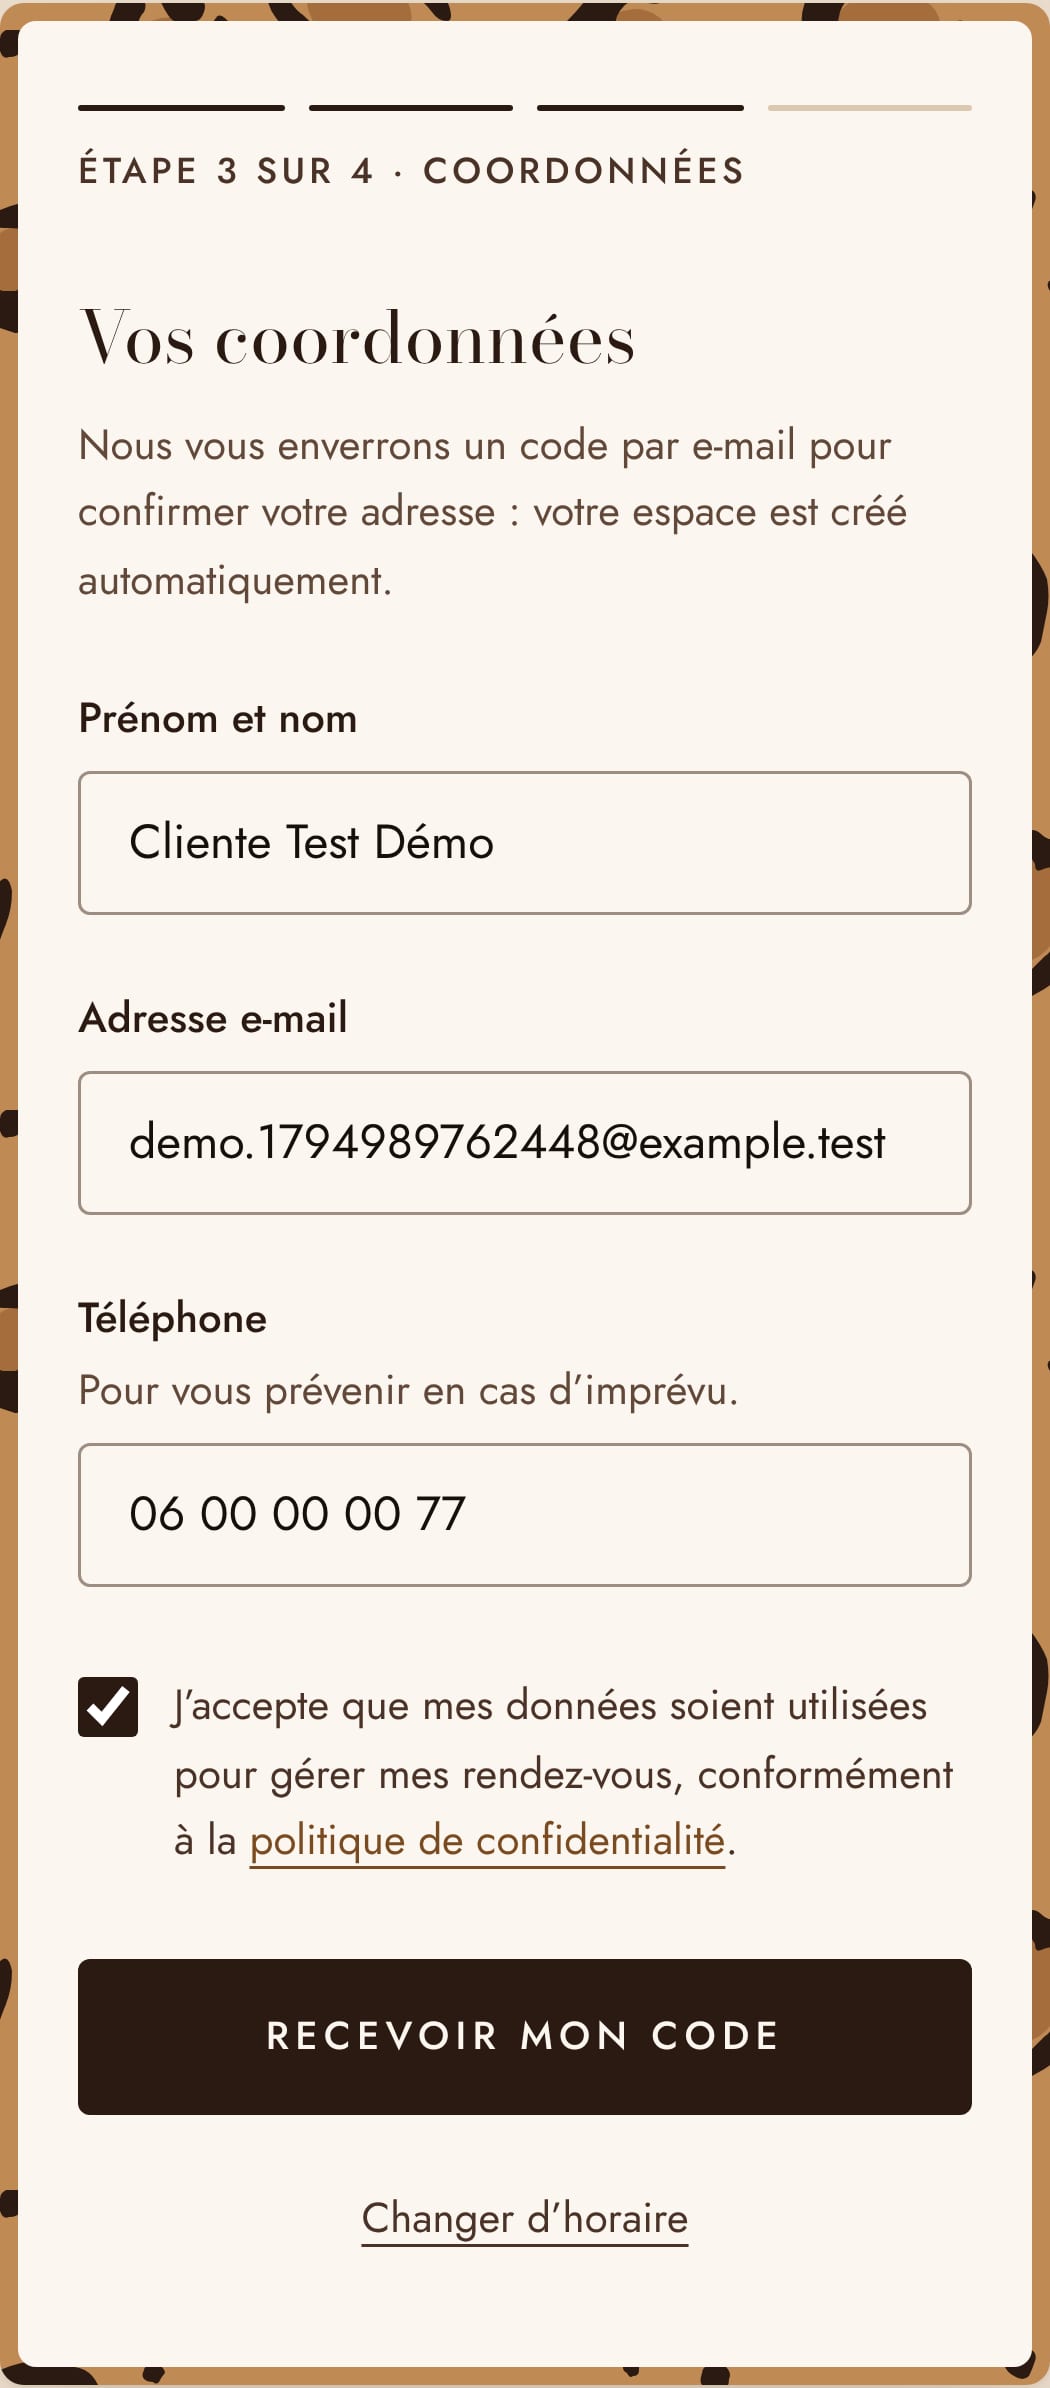 ÉTAPE 3 SUR 4 · COORDONNÉES
Vos coordonnées
Nous vous enverrons un code par e-mail pour
confirmer votre adresse : votre espace est créé
automatiquement.
Prénom et nom
Cliente Test Démo
Adresse e-mail
demo.1794989762448@example.test
Téléphone
Pour vous prévenir en cas d’imprévu.
06 00 00 00 77
J’accepte que mes données soient utilisées
pour gérer mes rendez-vous, conformément
à la politique de confidentialité.
RECEVOIR MON CODE
Changer d’horaire